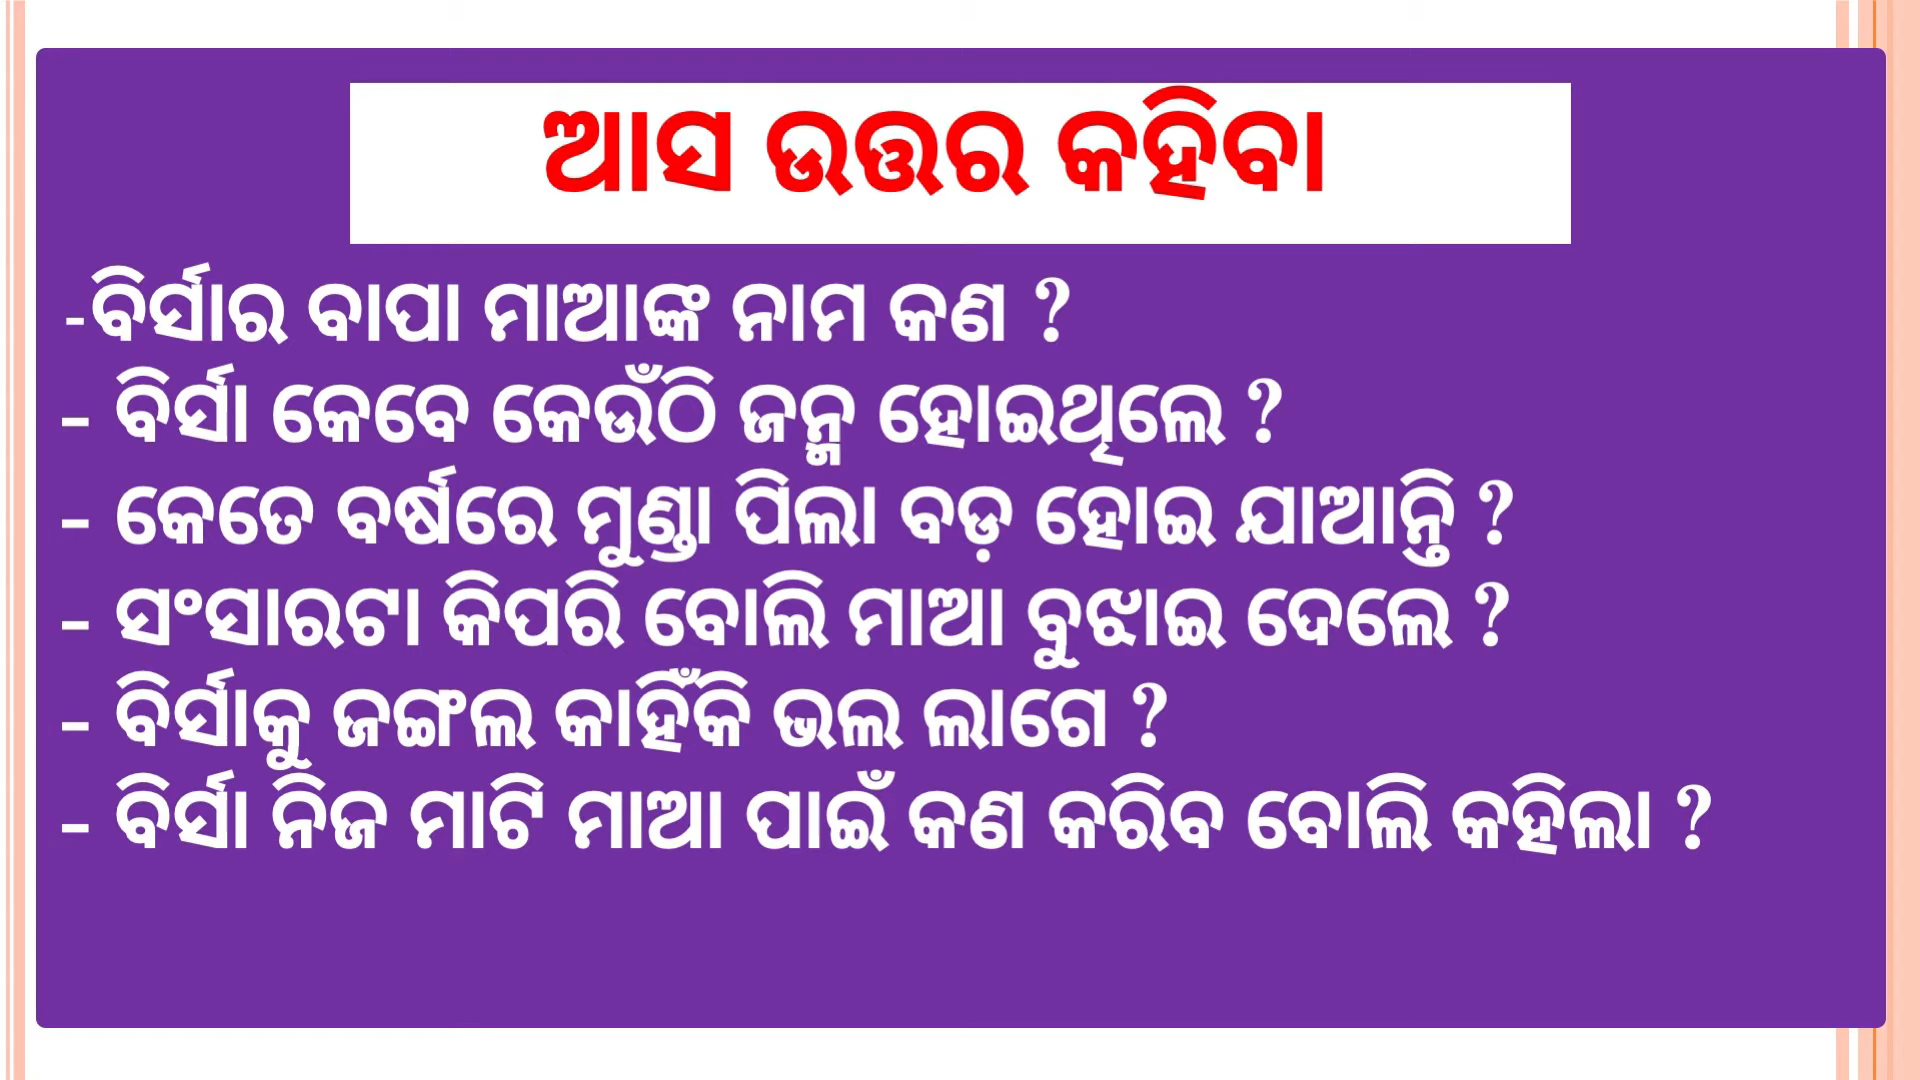 ଆସ ଉତ୍ତର କହିବା
-ବିର୍ସାର ବାପା ମାଆଙ୍କ ନାମ କଣ ?
- ବିର୍ସା କେବେ କେଉଁଠି ଜନ୍ମ ହୋଇଥିଲେ ?
- କେତେ ବର୍ଷରେ ମୁଣ୍ଡା ପିଲା ବଡ଼ ହୋଇ ଯାଆନ୍ତି ?
- ସଂସାରଟା କିପରି ବୋଲି ମାଆ ବୁଝାଇ ଦେଲେ ?
- ବିର୍ସାକୁ ଜଙ୍ଗଲ କାହିଁକି ଭଲ ଲାଗେ ?
- ବିର୍ସା ନିଜ ମାଟି ମାଆ ପାଇଁ କଣ କରିବ ବୋଲି କହିଲା ?